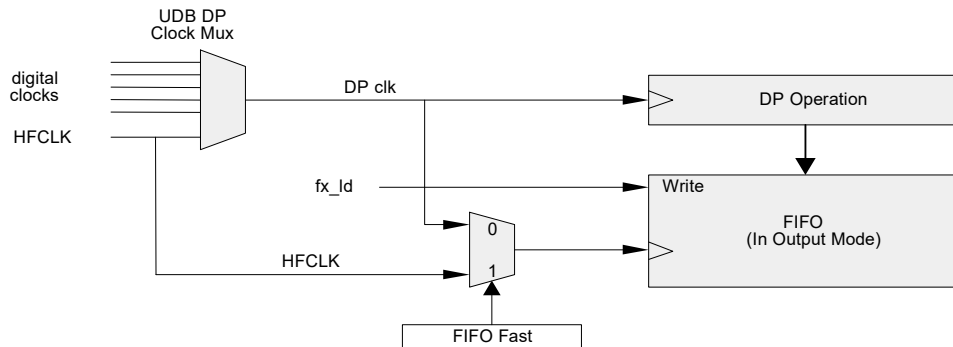 UDB DP
Clock Mux
digital
clocks
DP clk
DP Operation
HFCLK
fx_ld
Write
0
FIFO
(In Output Mode)
HFCLK
1
FIFO Fast